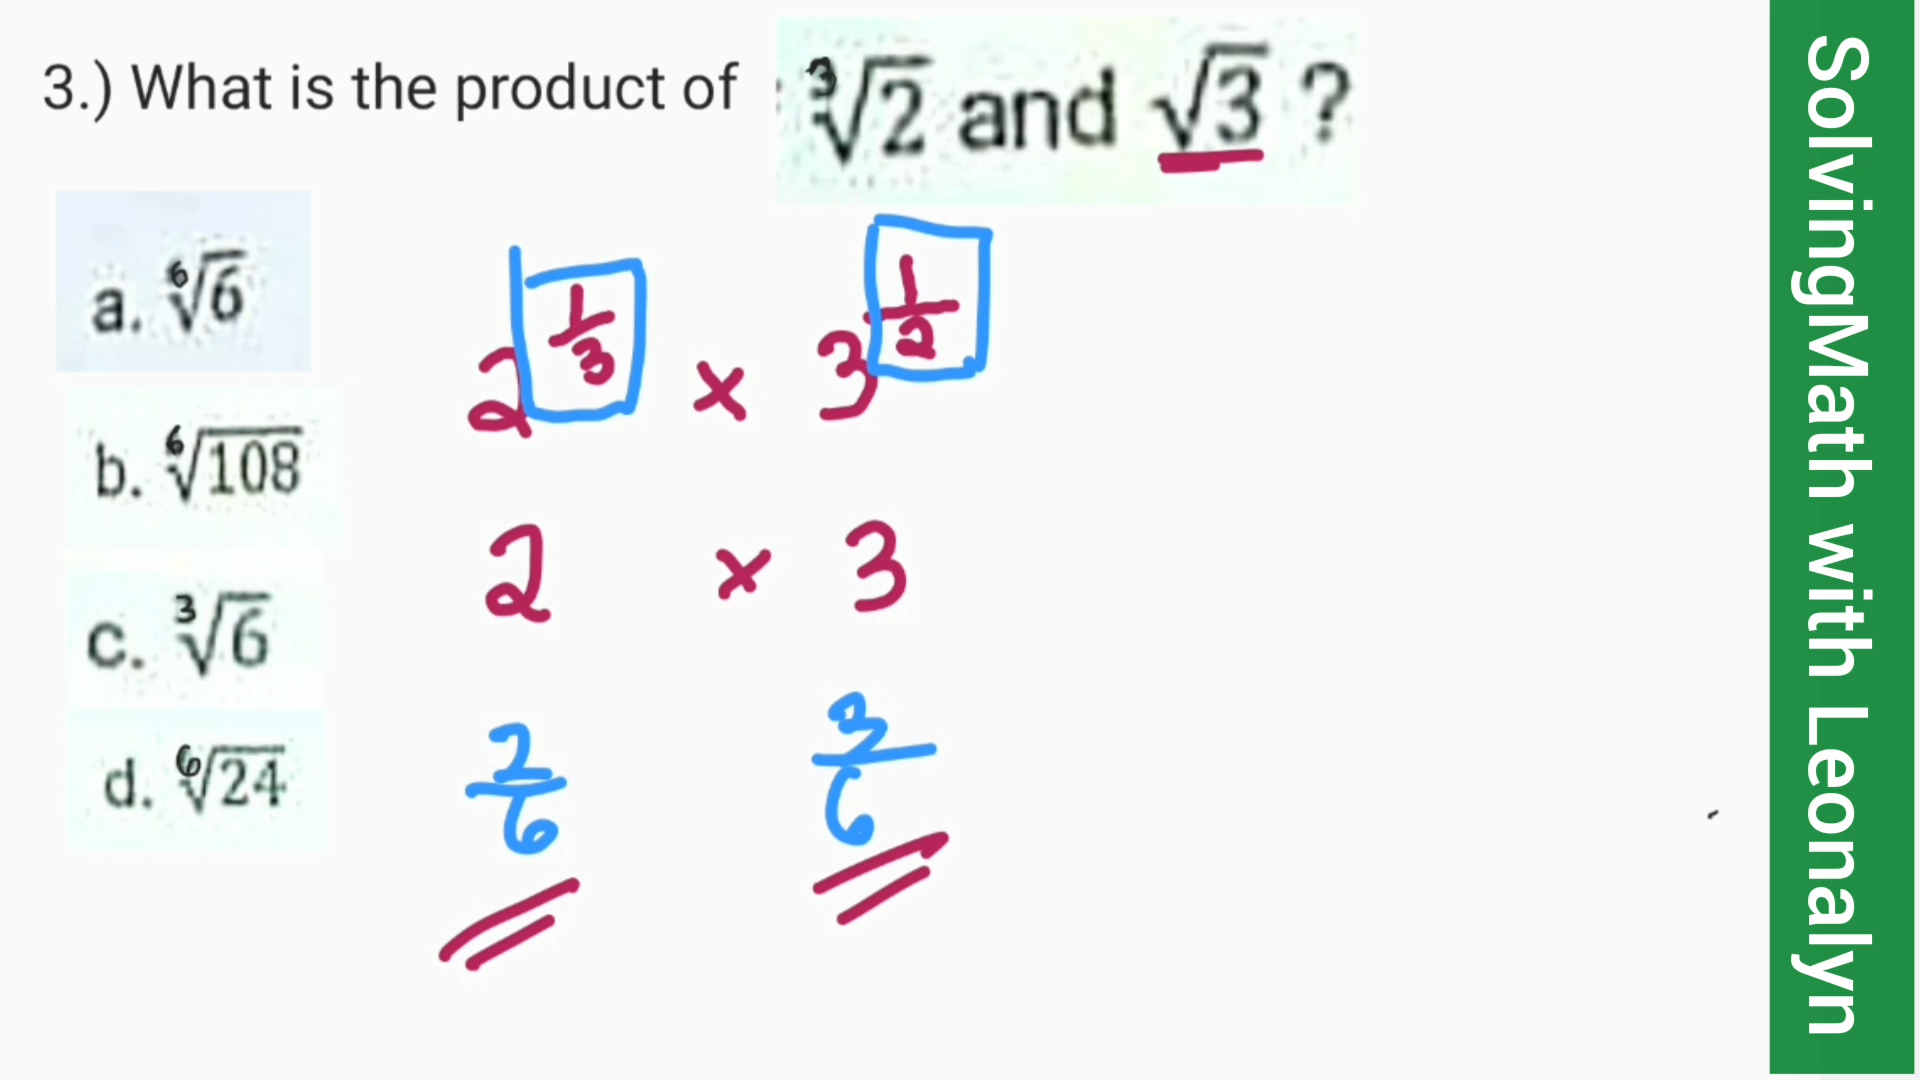 3.) What is the product of ∛2 and √3 ?
a. ⁶√6
b. ⁶√108
c. ³√6
d. ⁶√24
2^(1/3) × 3^(1/2)
2 × 3
2/6 3/6
SolvingMath with Leonalyn